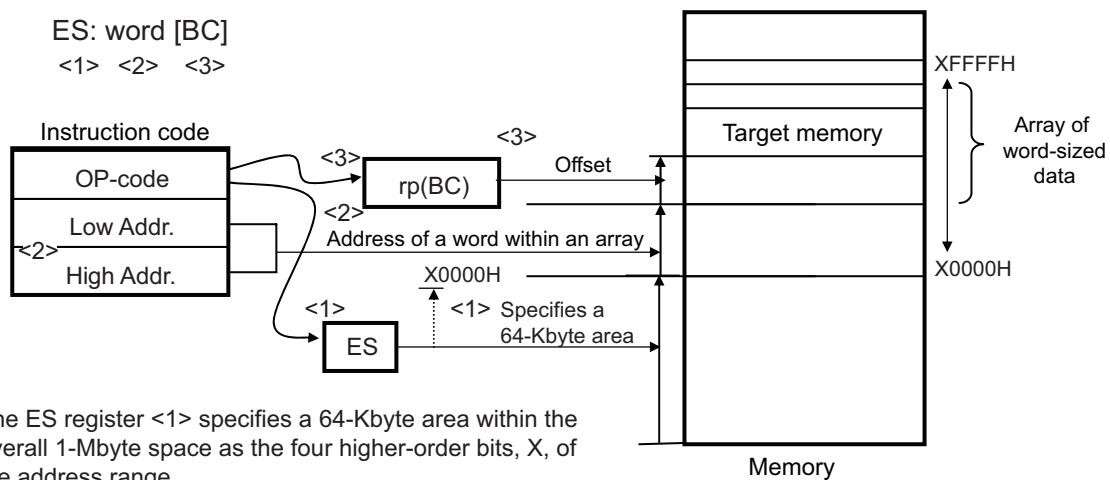 ES: word [BC]
<1> <2> <3>
Instruction code
OP-code
Low Addr.
<2>
High Addr.
<3>
rp(BC)
<3>
Offset
<2>
Address of a word within an array
X0000H
<1>
ES
<1> Specifies a
64-Kbyte area
Target memory
XFFFFH
Array of
word-sized
data
X0000H
Memory
ES register <1> specifies a 64-Kbyte area within the
1-Mbyte space as the four higher-order bits, X, of
address range